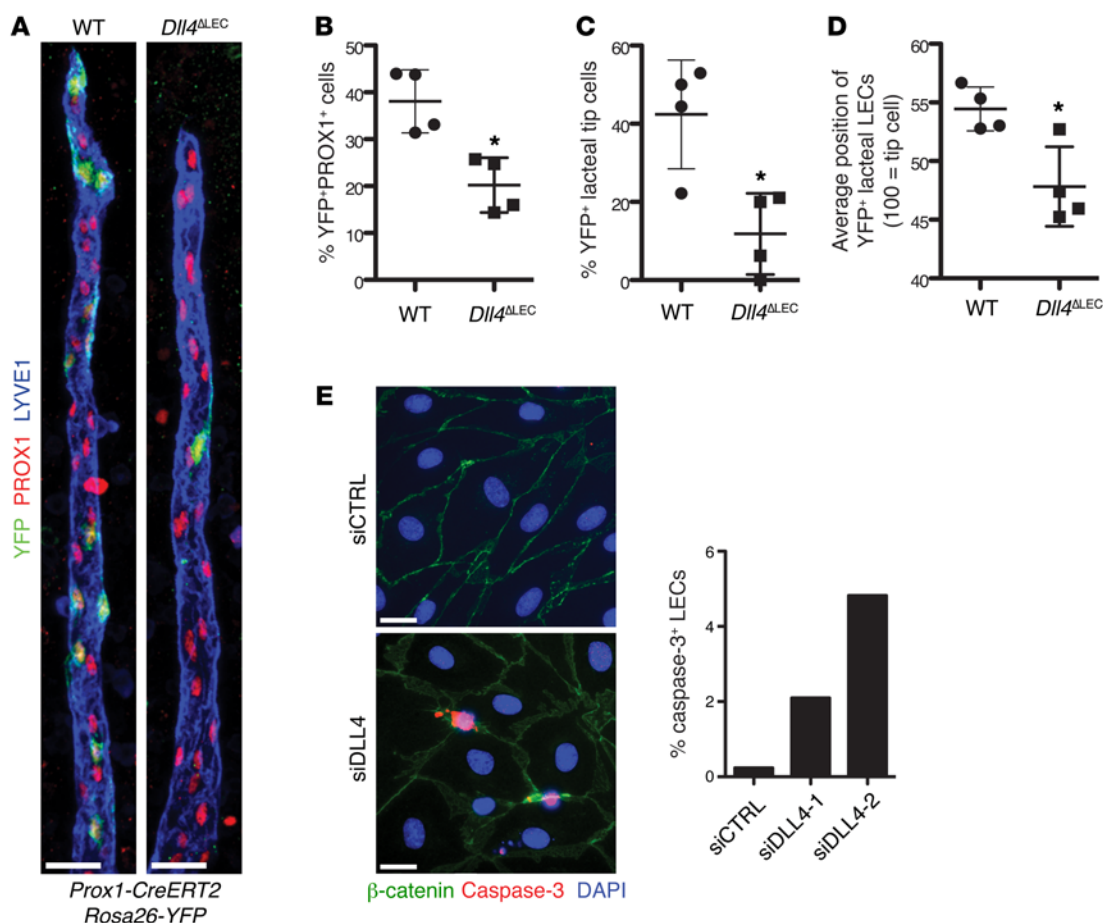 A
WT
Dll4ΔLEC
YFP PROX1 LYVE1
Prox1-CreERT2
Rosa26-YFP
B
% YFP+PROX1+ cells
50
40
30
20
10
0
*
WT
Dll4ΔLEC
C
% YFP+ lacteal tip cells
60
40
20
0
*
WT
Dll4ΔLEC
D
Average position of
YFP+ lacteal LECs
(100 = tip cell)
60
55
50
45
40
*
WT
Dll4ΔLEC
E
siCTRL
siDLL4
β-catenin Caspase-3 DAPI
% caspase-3+ LECs
6
4
2
0
siCTRL
siDLL4-1
siDLL4-2